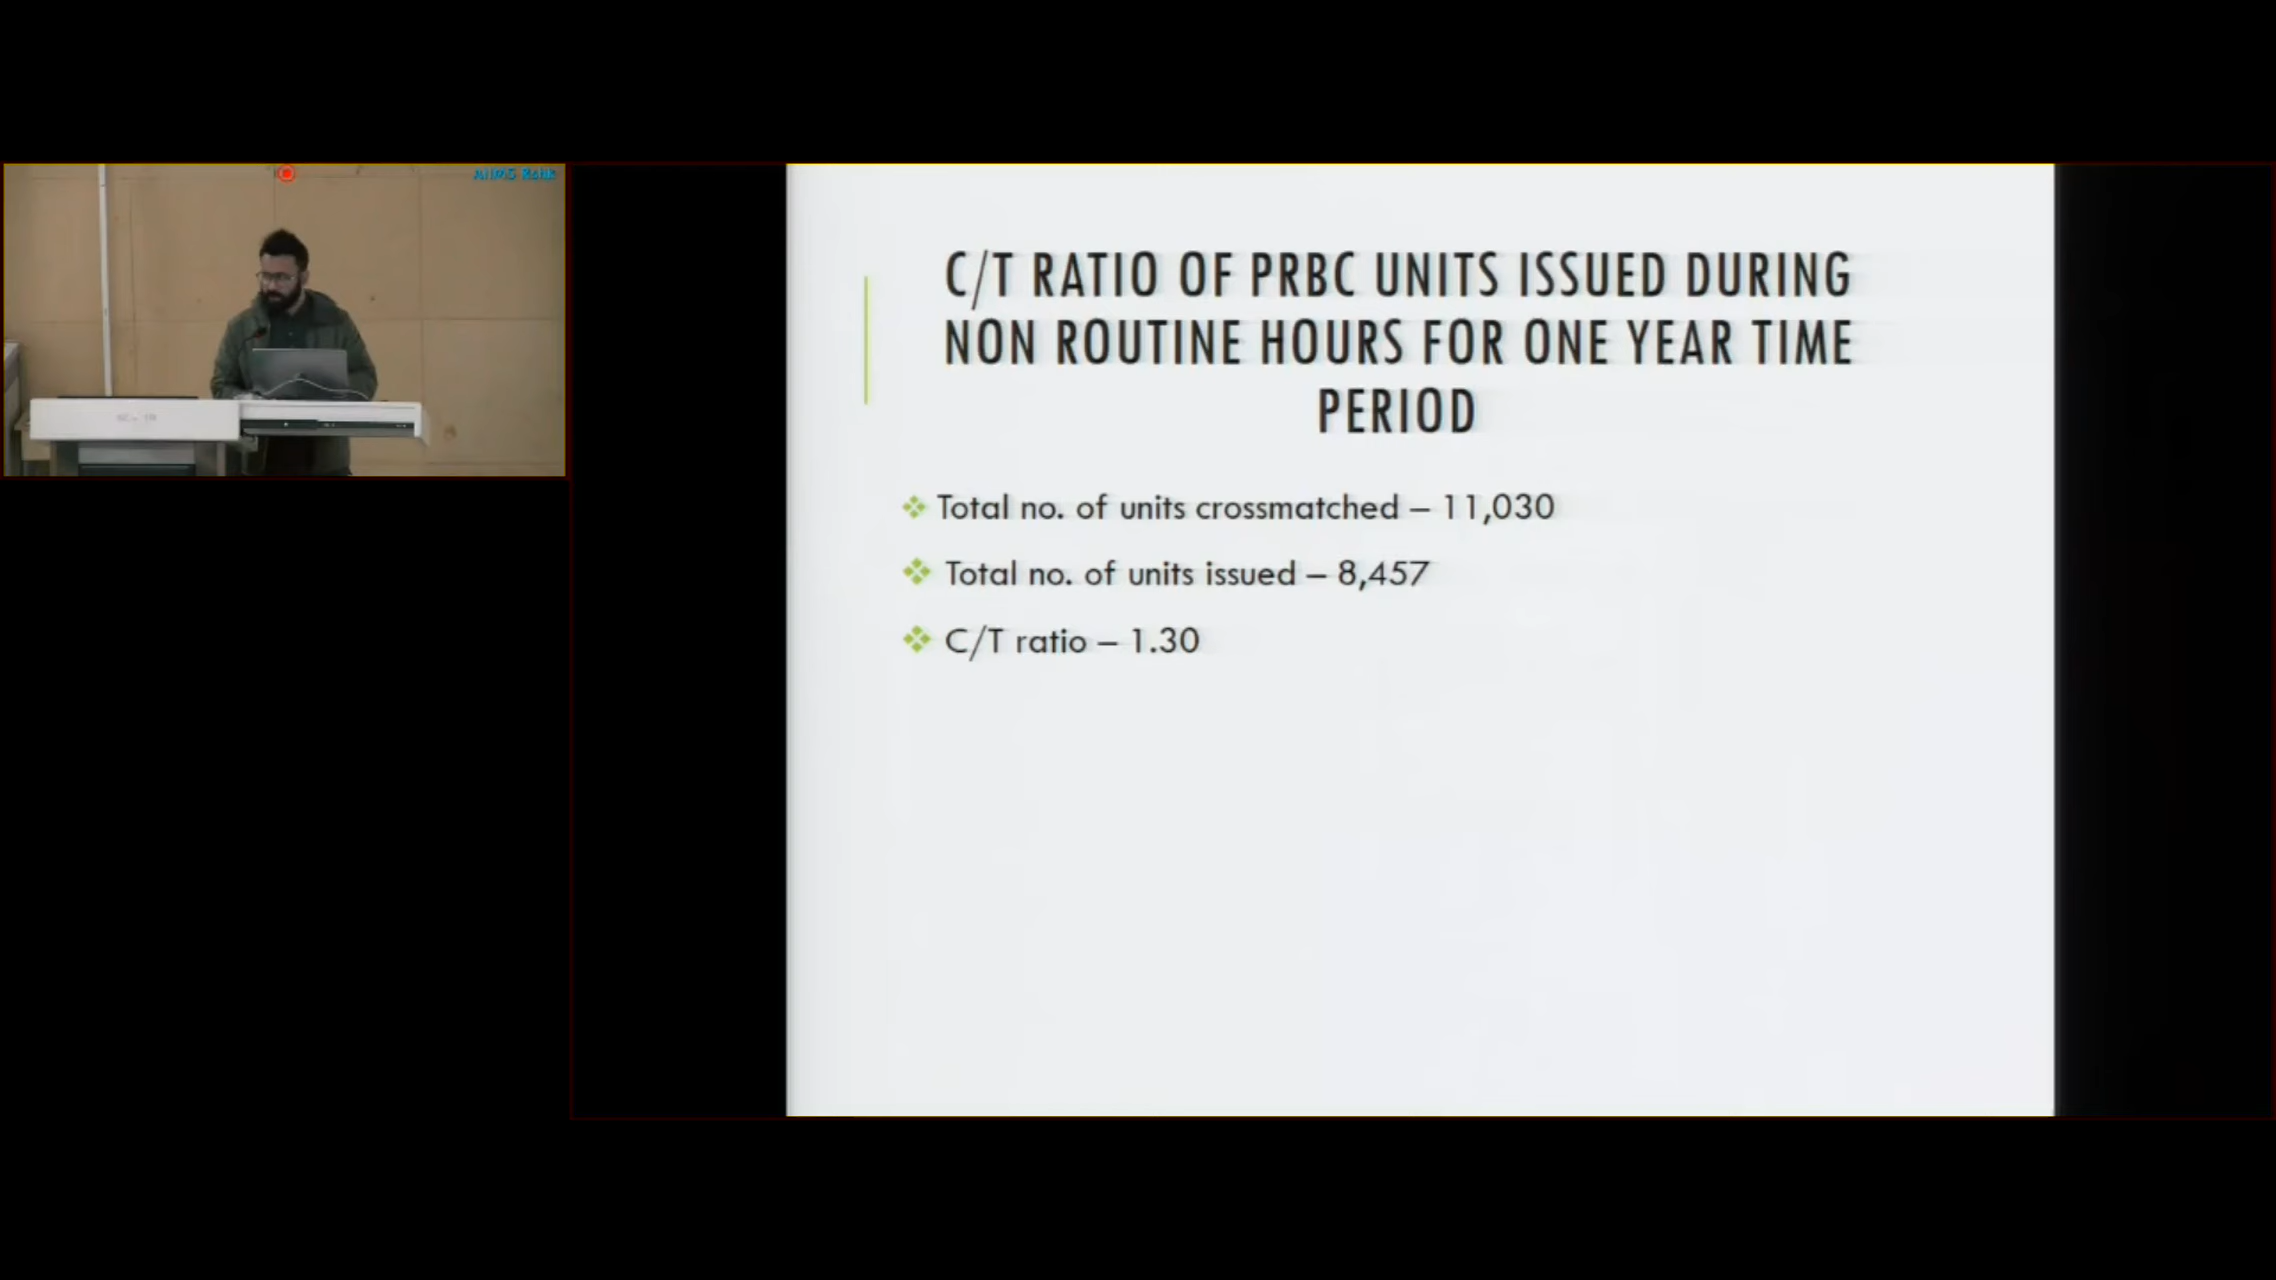 C/T RATIO OF PRBC UNITS ISSUED DURING
NON ROUTINE HOURS FOR ONE YEAR TIME
PERIOD
Total no. of units crossmatched – 11,030
Total no. of units issued – 8,457
C/T ratio – 1.30